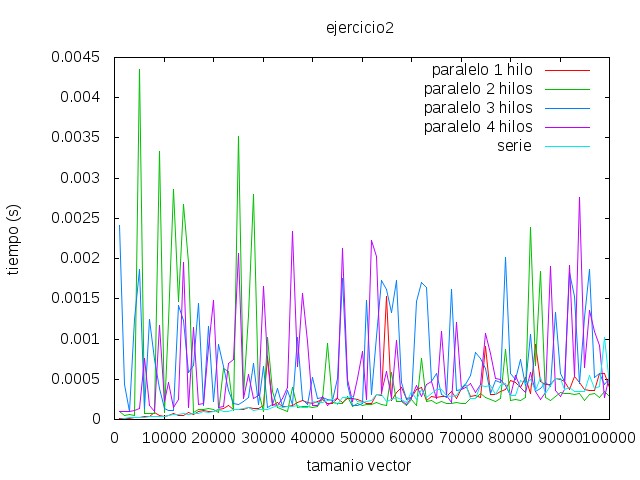 ejercicio2
tiempo (s)
0.0045
0.004
0.0035
0.003
0.0025
0.002
0.0015
0.001
0.0005
0
paralelo 1 hilo
paralelo 2 hilos
paralelo 3 hilos
paralelo 4 hilos
serie
0 10000 20000 30000 40000 50000 60000 70000 80000 90000 100000
tamanio vector